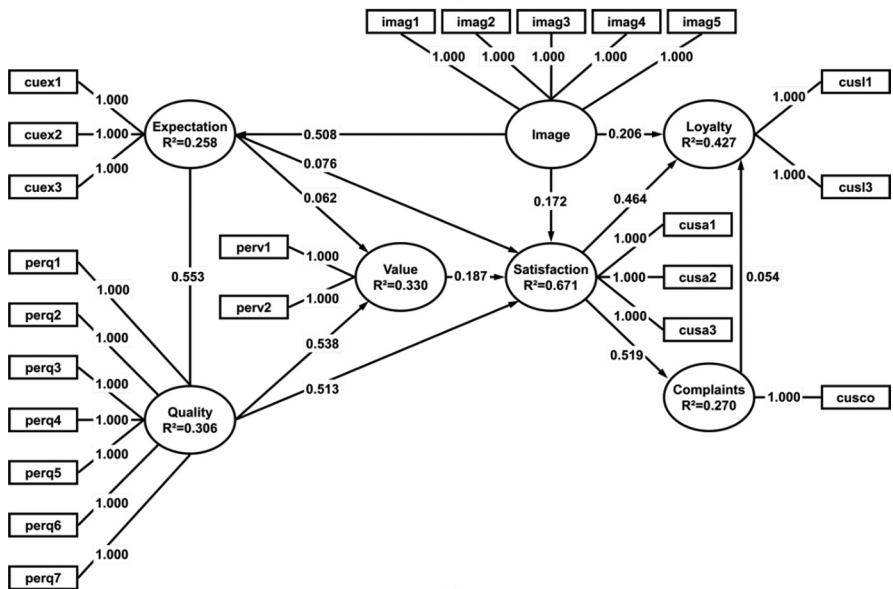 imag1
imag2
imag3
imag4
imag5
1.000
1.000
1.000
1.000
1.000
cuex1
cuex2
cuex3
1.000
1.000
1.000
Expectation
R²=0.258
0.508
0.076
0.062
Image
0.206
0.172
Loyalty
R²=0.427
1.000
1.000
cusl1
cusl3
0.464
0.553
perv1
perv2
1.000
1.000
Value
R²=0.330
0.187
Satisfaction
R²=0.671
1.000
1.000
1.000
cusa1
cusa2
cusa3
0.054
0.519
0.538
0.513
perq1
perq2
perq3
perq4
perq5
perq6
perq7
1.000
1.000
1.000
1.000
1.000
1.000
1.000
Quality
R²=0.306
Complaints
R²=0.270
1.000
cusco